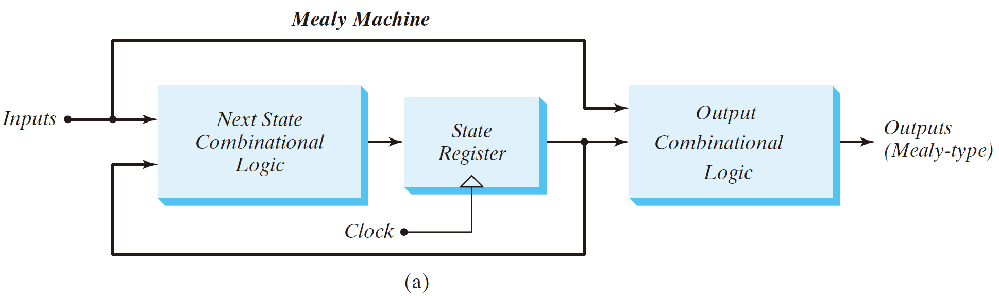 Mealy Machine
Inputs
Next State
Combinational
Logic
State
Register
Clock
Output
Combinational
Logic
Outputs
(Mealy-type)
(a)